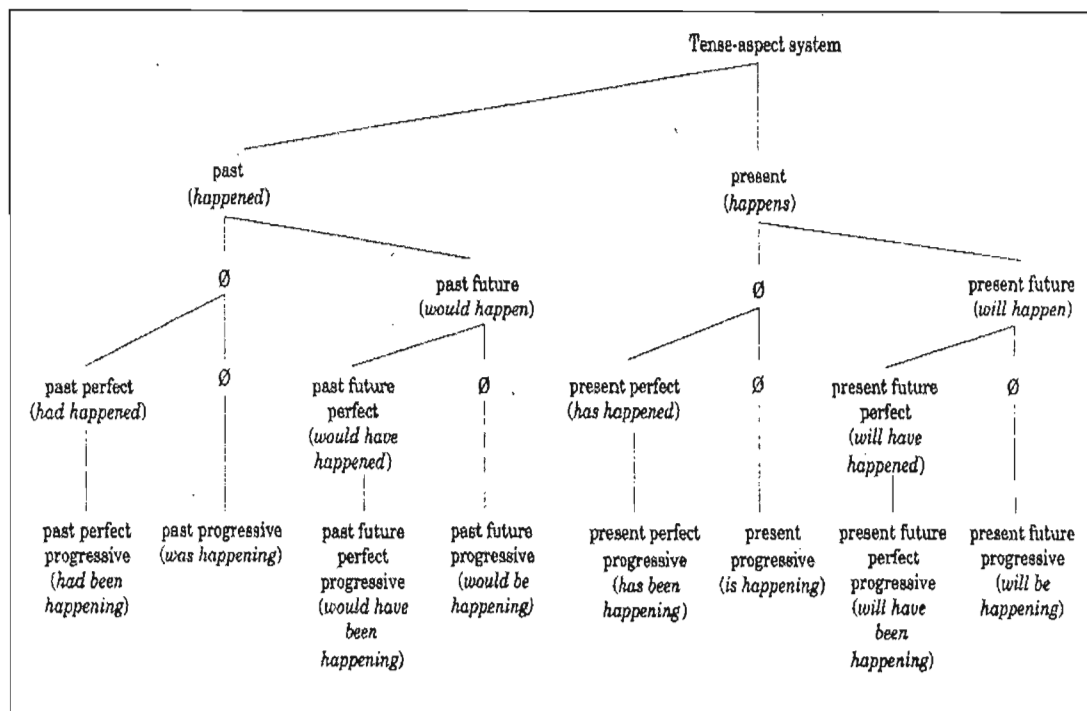 Tense-aspect system
past
(happened)
present
(happens)
Ø
past future
(would happen)
Ø
present future
(will happen)
past perfect
(had happened)
Ø
past future
perfect
(would have
happened)
Ø
present perfect
(has happened)
Ø
present future
perfect
(will have
happened)
Ø
past perfect
progressive
(had been
happening)
past progressive
(was happening)
past future
perfect
progressive
(would have
been
happening)
past future
progressive
(would be
happening)
present perfect
progressive
(has been
happening)
present
progressive
(is happening)
present future
perfect
progressive
(will have
been
happening)
present future
progressive
(will be
happening)